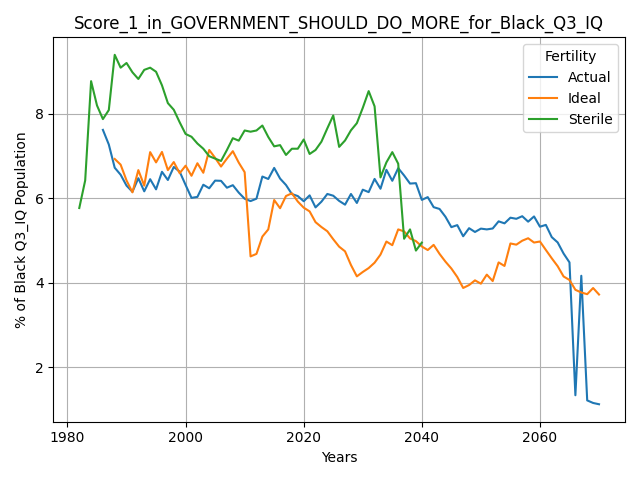 Score_1_in_GOVERNMENT_SHOULD_DO_MORE_for_Black_Q3_IQ
Fertility
Actual
Ideal
Sterile
% of Black Q3_IQ Population
8
6
4
2
1980
2000
2020
2040
2060
Years